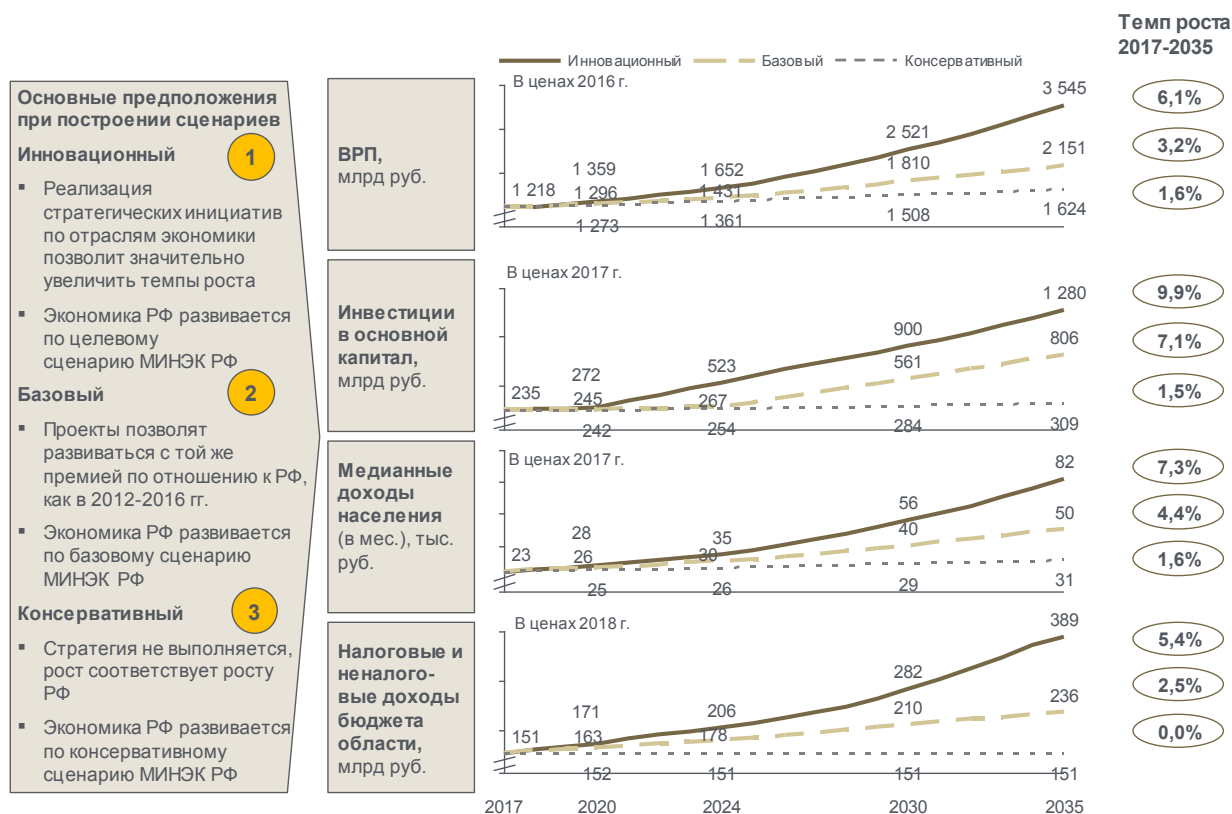 Темп роста
2017-2035
Инновационный
Базовый
Консервативный
Основные предположения
при построении сценариев
Инновационный
1
▪ Реализация
стратегических инициатив
по отраслям экономики
позволит значительно
увеличить темпы роста
▪ Экономика РФ развивается
по целевому
сценарию МИНЭК РФ
Базовый
2
▪ Проекты позволят
развиваться с той же
премией по отношению к РФ,
как в 2012-2016 гг.
▪ Экономика РФ развивается
по базовому сценарию
МИНЭК РФ
Консервативный
3
▪ Стратегия не выполняется,
рост соответствует росту
РФ
▪ Экономика РФ развивается
по консервативному
сценарию МИНЭК РФ
ВРП,
млрд руб.
В ценах 2016 г.
1 218
1 359
1 296
1 273
1 652
1 431
1 361
2 521
1 810
1 508
3 545
2 151
1 624
6,1%
3,2%
1,6%
Инвестиции
в основной
капитал,
млрд руб.
В ценах 2017 г.
235
272
245
242
523
267
254
900
561
284
1 280
806
309
9,9%
7,1%
1,5%
Медианные
доходы
населения
(в мес.), тыс.
руб.
В ценах 2017 г.
23
28
26
25
35
30
26
56
40
29
82
50
31
7,3%
4,4%
1,6%
Налоговые и
неналого-
вые доходы
бюджета
области,
млрд руб.
В ценах 2018 г.
151
171
163
152
206
178
151
282
210
151
389
236
151
5,4%
2,5%
0,0%
2017
2020
2024
2030
2035